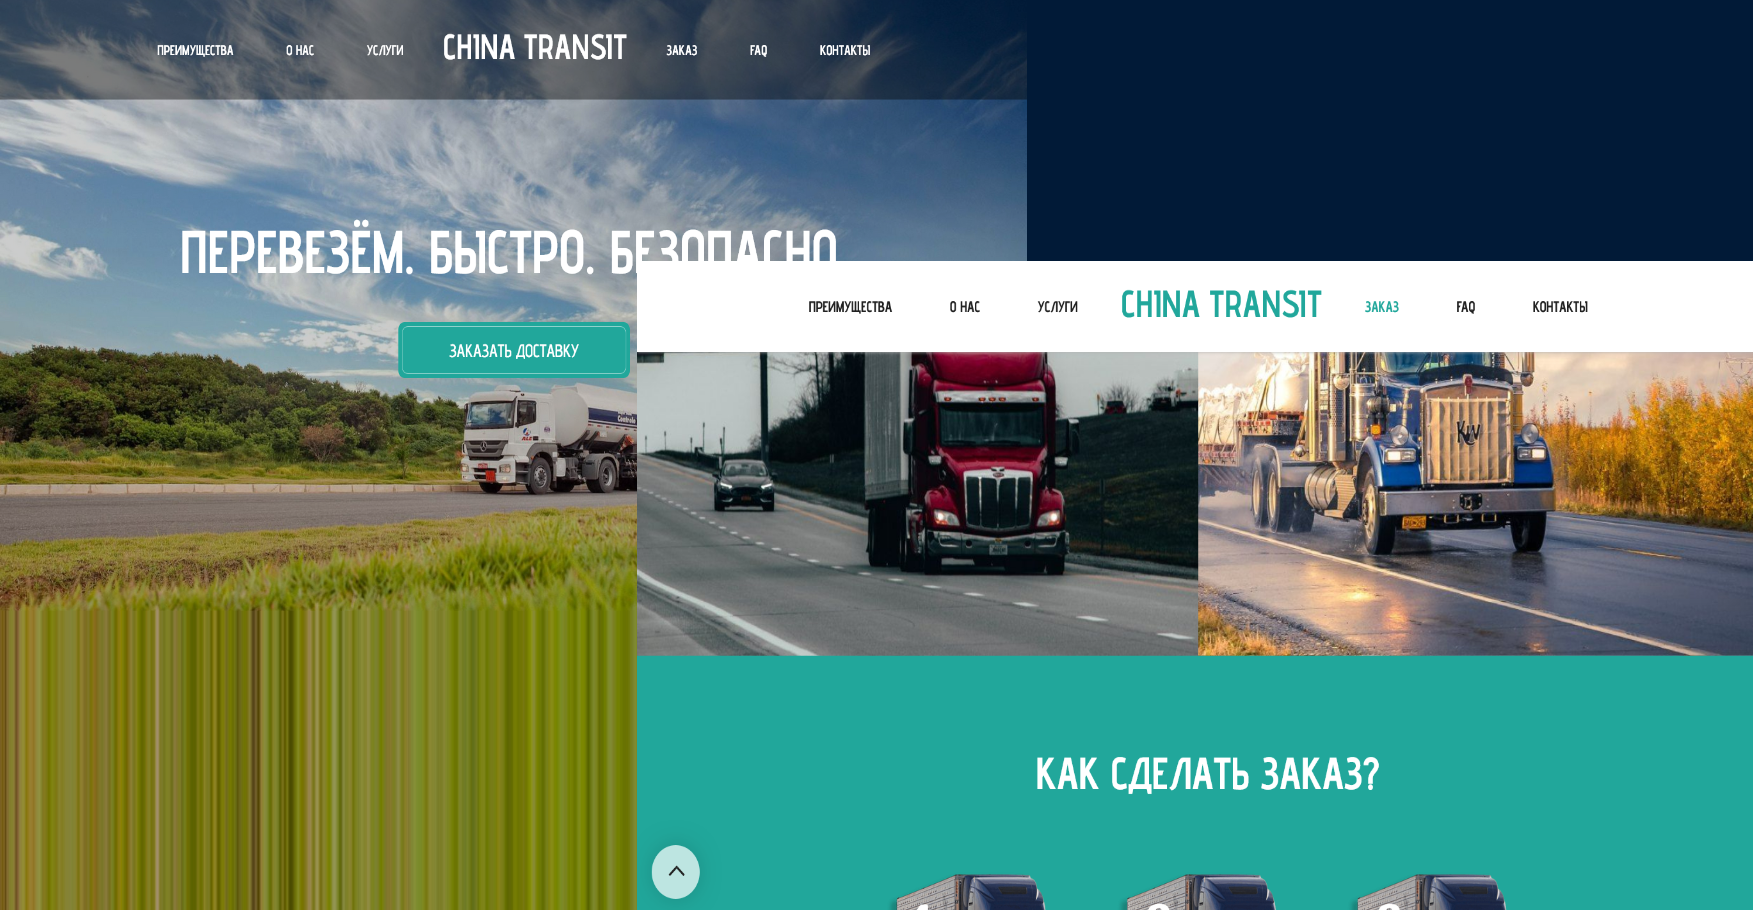 ПРЕИМУЩЕСТВА О НАС УСЛУГИ CHINA TRANSIT ЗАКАЗ FAQ КОНТАКТЫ
ПЕРЕВЕЗЁМ. БЫСТРО. БЕЗОПАСНО
ЗАКАЗАТЬ ДОСТАВКУ
ПРЕИМУЩЕСТВА О НАС УСЛУГИ CHINA TRANSIT ЗАКАЗ FAQ КОНТАКТЫ
КАК СДЕЛАТЬ ЗАКАЗ?